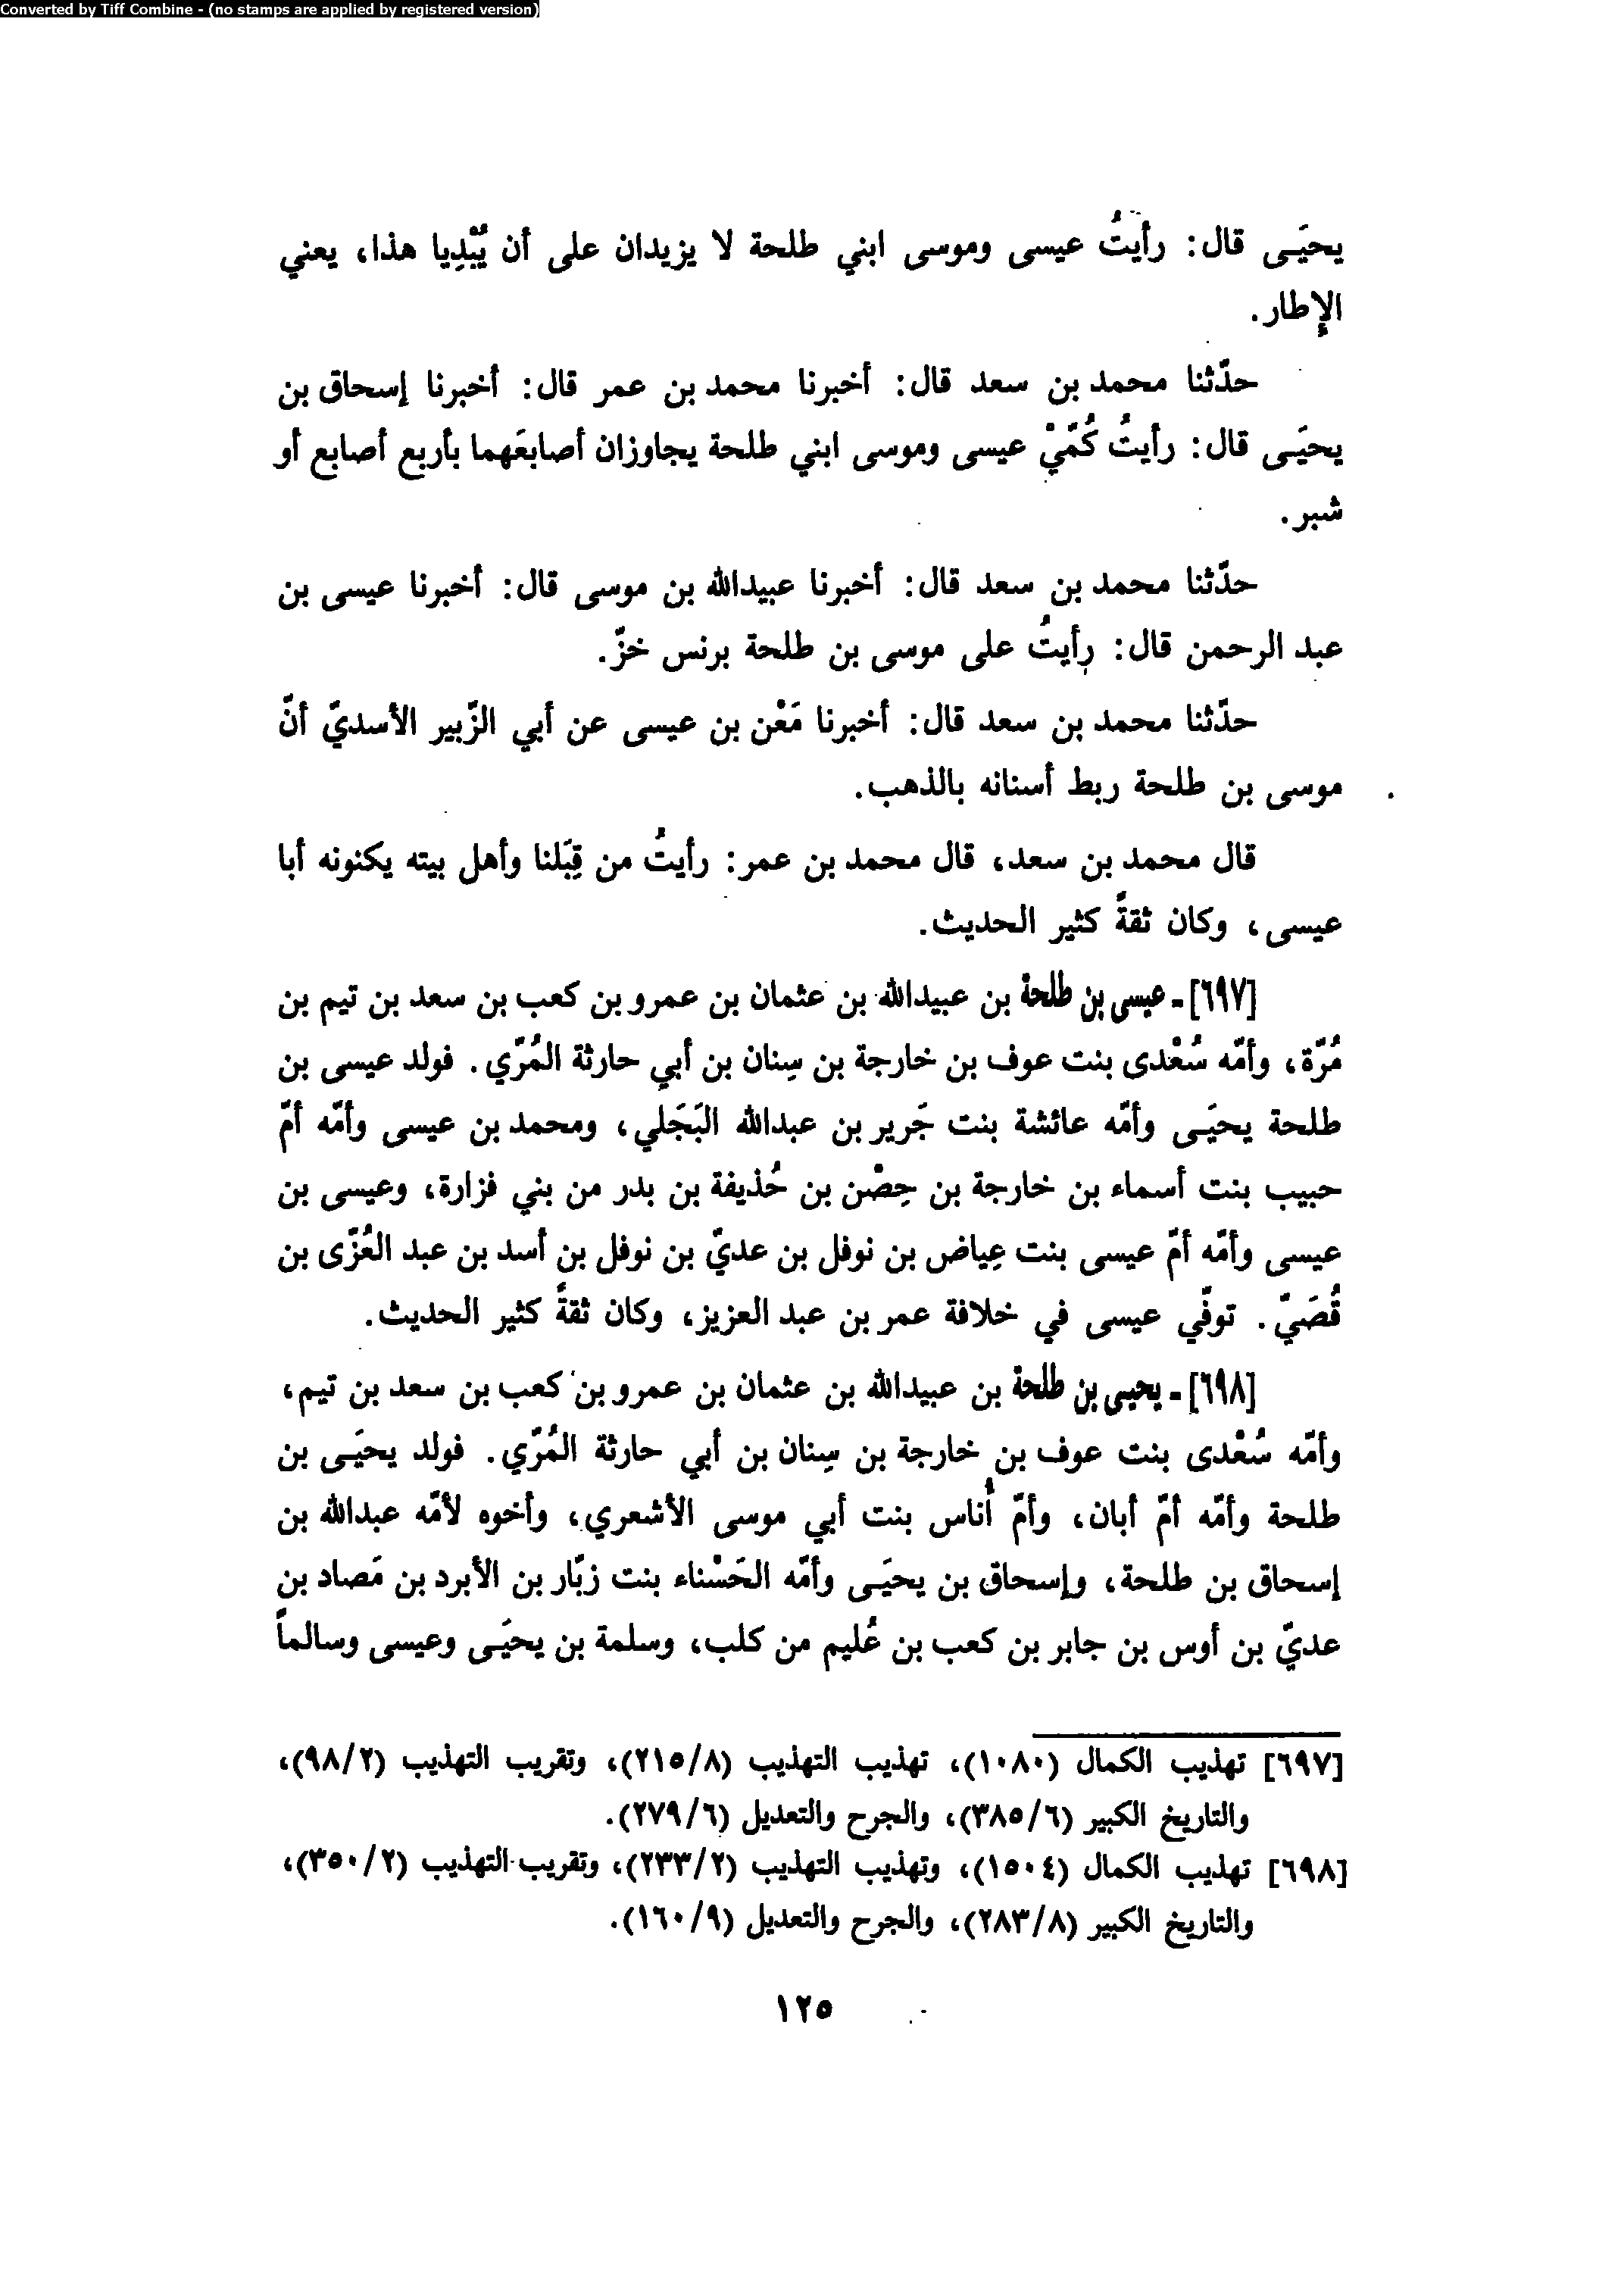 Converted by Tiff Combine - (no stamps are applied by registered version)
يحيَـى قال: رأيتُ عيسى وموسى ابني طلحة لا يزيدان على أن يُبْدِيا هذا، يعني
الإطار.
حدّثنا محمد بن سعد قال: أخبرنا محمد بن عمر قال: أخبرنا إسحاق بن
يحيَـى قال: رأيتُ كُمَّيْ عيسى وموسى ابني طلحة يجاوزان أصابعَهما بأربع أصابع أو
شبر.
حدّثنا محمد بن سعد قال: أخبرنا عبيدالله بن موسى قال: أخبرنا عيسى بن
عبد الرحمن قال: رأيتُ على موسى بن طلحة برنس خزّ.
حدّثنا محمد بن سعد قال: أخبرنا مَعْن بن عيسى عن أبي الزّبير الأسديّ أنّ
موسى بن طلحة ربط أسنانه بالذهب.
قال محمد بن سعد، قال محمد بن عمر: رأيتُ من قِبَلنا وأهل بيته يكنونه أبا
عيسى، وكان ثقةً كثير الحديث.
[٦٩٧] - عيسى بن طلحة بن عبيدالله بن عثمان بن عمرو بن كعب بن سعد بن تيم بن
مُرّة، وأمّه سُعْدى بنت عوف بن خارجة بن سِنان بن أبي حارثة المُرّي. فولد عيسى بن
طلحة يحيَـى وأمّه عائشة بنت جَرير بن عبدالله البَجَلي، ومحمد بن عيسى وأمّه أمّ
حبيب بنت أسماء بن خارجة بن حِصْن بن حُذيفة بن بدر من بني فزارة، وعيسى بن
عيسى وأمّه أمّ عيسى بنت عِياض بن نوفل بن عديّ بن نوفل بن أسد بن عبد العُزّى بن
قُصَيّ. توفّي عيسى في خلافة عمر بن عبد العزيز، وكان ثقةً كثير الحديث.
[٦٩٨] - يحيى بن طلحة بن عبيدالله بن عثمان بن عمرو بن كعب بن سعد بن تيم،
وأمّه سُعْدى بنت عوف بن خارجة بن سِنان بن أبي حارثة المُرّي. فولد يحيَـى بن
طلحة وأمّه أمّ أبان، وأمّ أُناس بنت أبي موسى الأشعري، وأخوه لأمّه عبدالله بن
إسحاق بن طلحة، وإسحاق بن يحيَـى وأمّه الحَسْناء بنت زبّار بن الأبرد بن مَصاد بن
عديّ بن أوس بن جابر بن كعب بن عُليم من كلب، وسلمة بن يحيَـى وعيسى وسالماً
[٦٩٧] تهذيب الكمال (١٠٨٠)، تهذيب التهذيب (٢١٥/٨)، وتقريب التهذيب (٩٨/٢)،
والتاريخ الكبير (٣٨٥/٦)، والجرح والتعديل (٢٧٩/٦).
[٦٩٨] تهذيب الكمال (١٥٠٤)، وتهذيب التهذيب (٢٣٣/٢)، وتقريب التهذيب (٣٥٠/٢)،
والتاريخ الكبير (٢٨٣/٨)، والجرح والتعديل (١٦٠/٩).
١٢٥